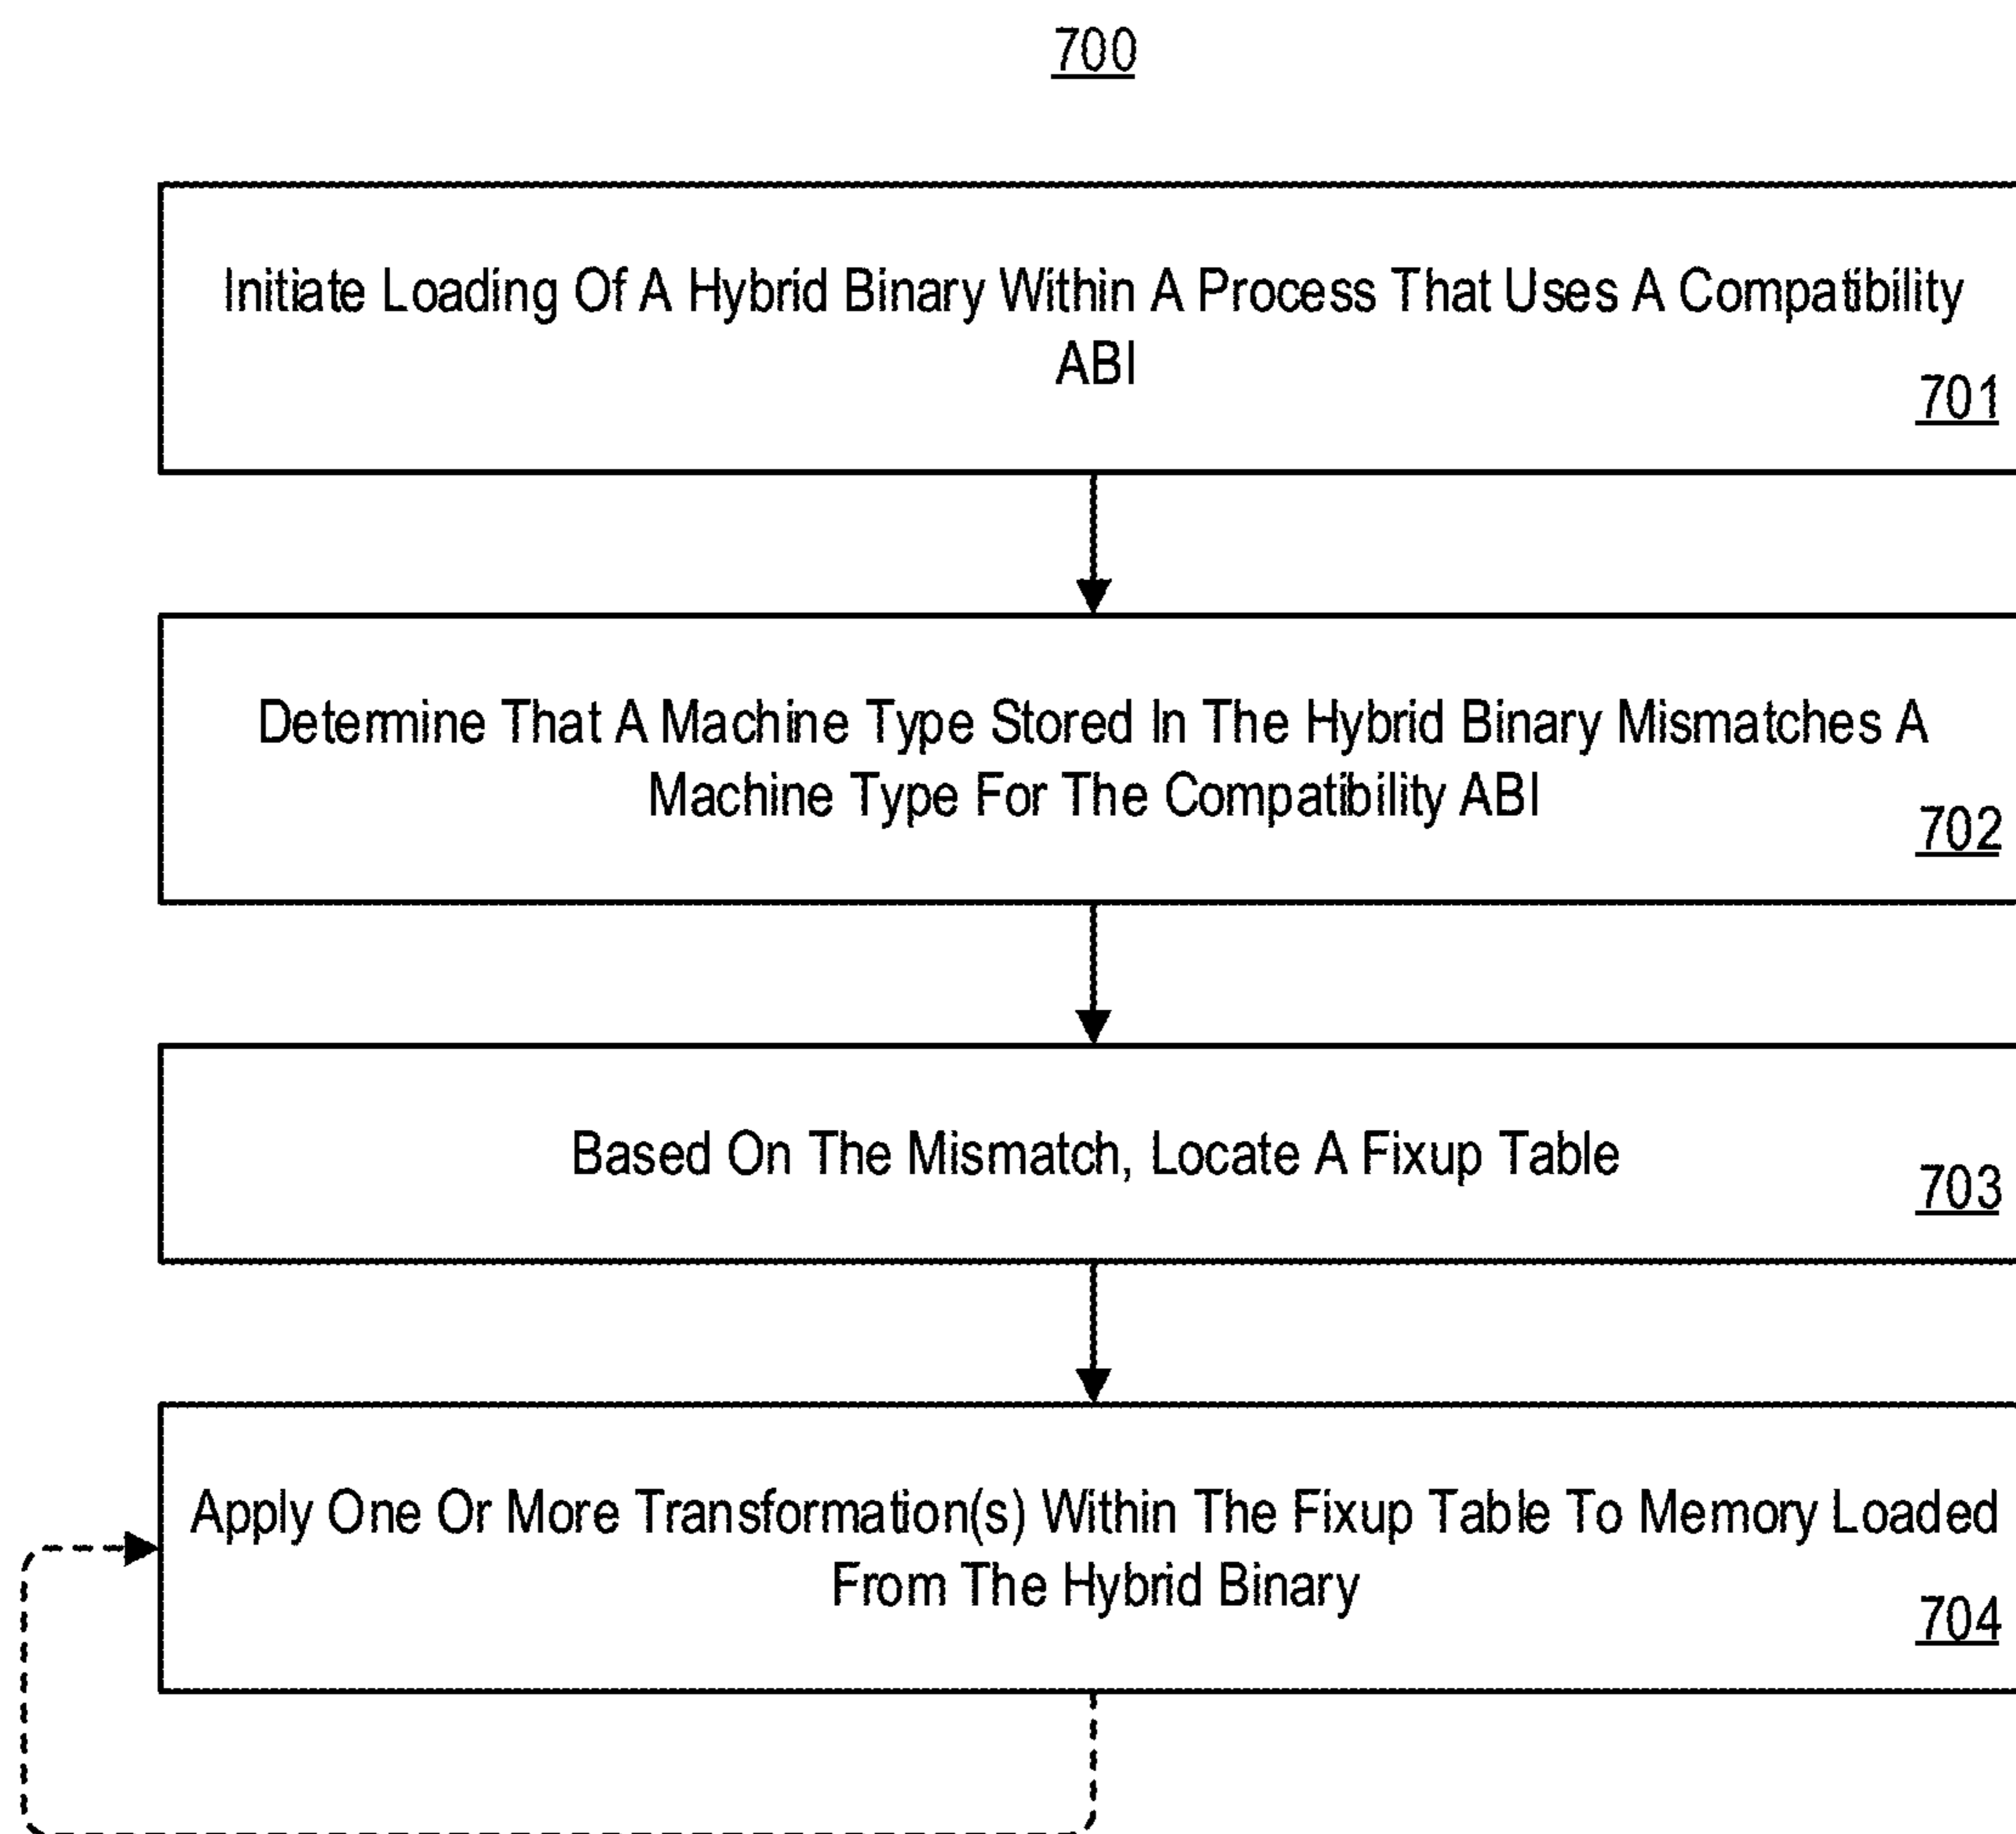 700
Initiate Loading Of A Hybrid Binary Within A Process That Uses A Compatibility
ABI
701
Determine That A Machine Type Stored In The Hybrid Binary Mismatches A
Machine Type For The Compatibility ABI
702
Based On The Mismatch, Locate A Fixup Table
703
Apply One Or More Transformation(s) Within The Fixup Table To Memory Loaded
From The Hybrid Binary
704